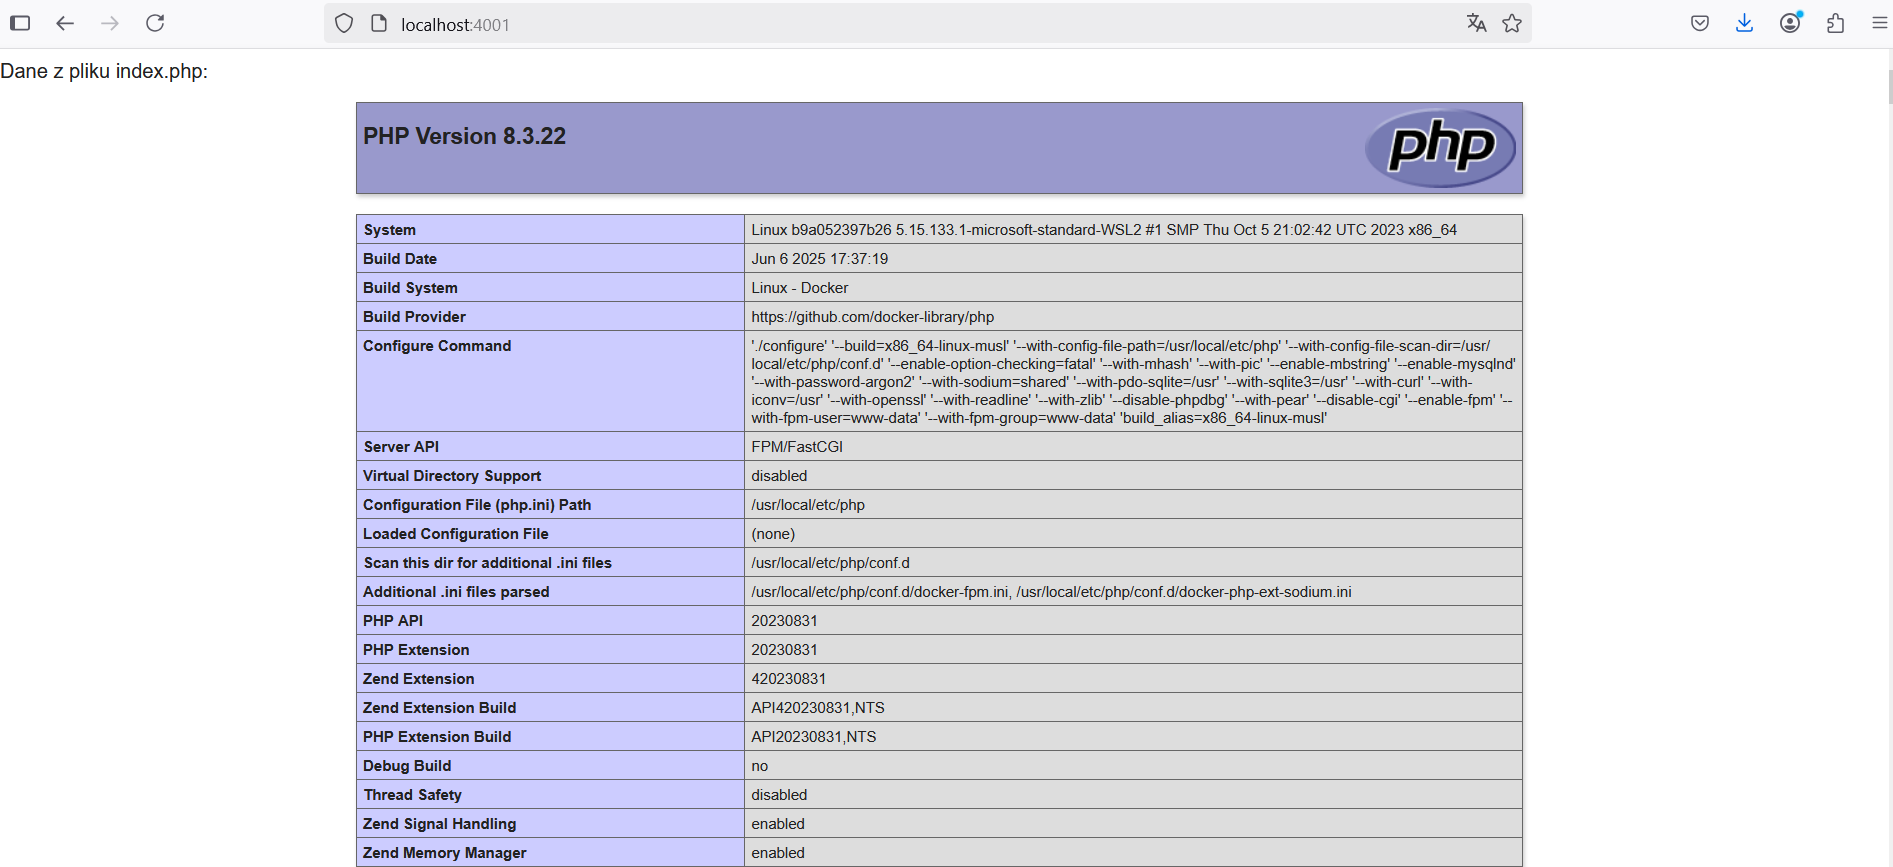 localhost:4001
Dane z pliku index.php:
PHP Version 8.3.22
php
System Linux b9a052397b26 5.15.133.1-microsoft-standard-WSL2 #1 SMP Thu Oct 5 21:02:42 UTC 2023 x86_64
Build Date Jun 6 2025 17:37:19
Build System Linux - Docker
Build Provider https://github.com/docker-library/php
Configure Command './configure' '--build=x86_64-linux-musl' '--with-config-file-path=/usr/local/etc/php' '--with-config-file-scan-dir=/usr/
local/etc/php/conf.d' '--enable-option-checking=fatal' '--with-mhash' '--with-pic' '--enable-mbstring' '--enable-mysqlnd'
'--with-password-argon2' '--with-sodium=shared' '--with-pdo-sqlite=/usr' '--with-sqlite3=/usr' '--with-curl' '--with-
iconv=/usr' '--with-openssl' '--with-readline' '--with-zlib' '--disable-phpdbg' '--with-pear' '--disable-cgi' '--enable-fpm' '--
with-fpm-user=www-data' '--with-fpm-group=www-data' 'build_alias=x86_64-linux-musl'
Server API FPM/FastCGI
Virtual Directory Support disabled
Configuration File (php.ini) Path /usr/local/etc/php
Loaded Configuration File (none)
Scan this dir for additional .ini files /usr/local/etc/php/conf.d
Additional .ini files parsed /usr/local/etc/php/conf.d/docker-fpm.ini, /usr/local/etc/php/conf.d/docker-php-ext-sodium.ini
PHP API 20230831
PHP Extension 20230831
Zend Extension 420230831
Zend Extension Build API420230831,NTS
PHP Extension Build API20230831,NTS
Debug Build no
Thread Safety disabled
Zend Signal Handling enabled
Zend Memory Manager enabled